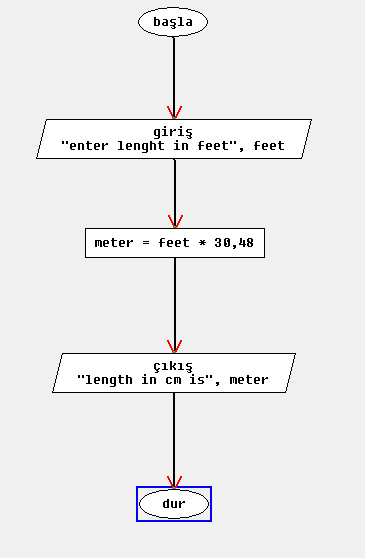 başla
giriş
"enter lenght in feet", feet
meter = feet * 30,48
çıkış
"length in cm is", meter
dur